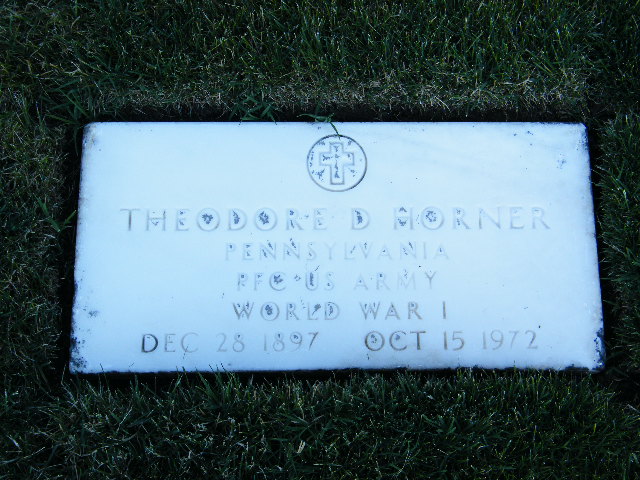 THEODORE D HORNER
PENNSYLVANIA
PFC US ARMY
WORLD WAR I
DEC 28 1897 OCT 15 1972